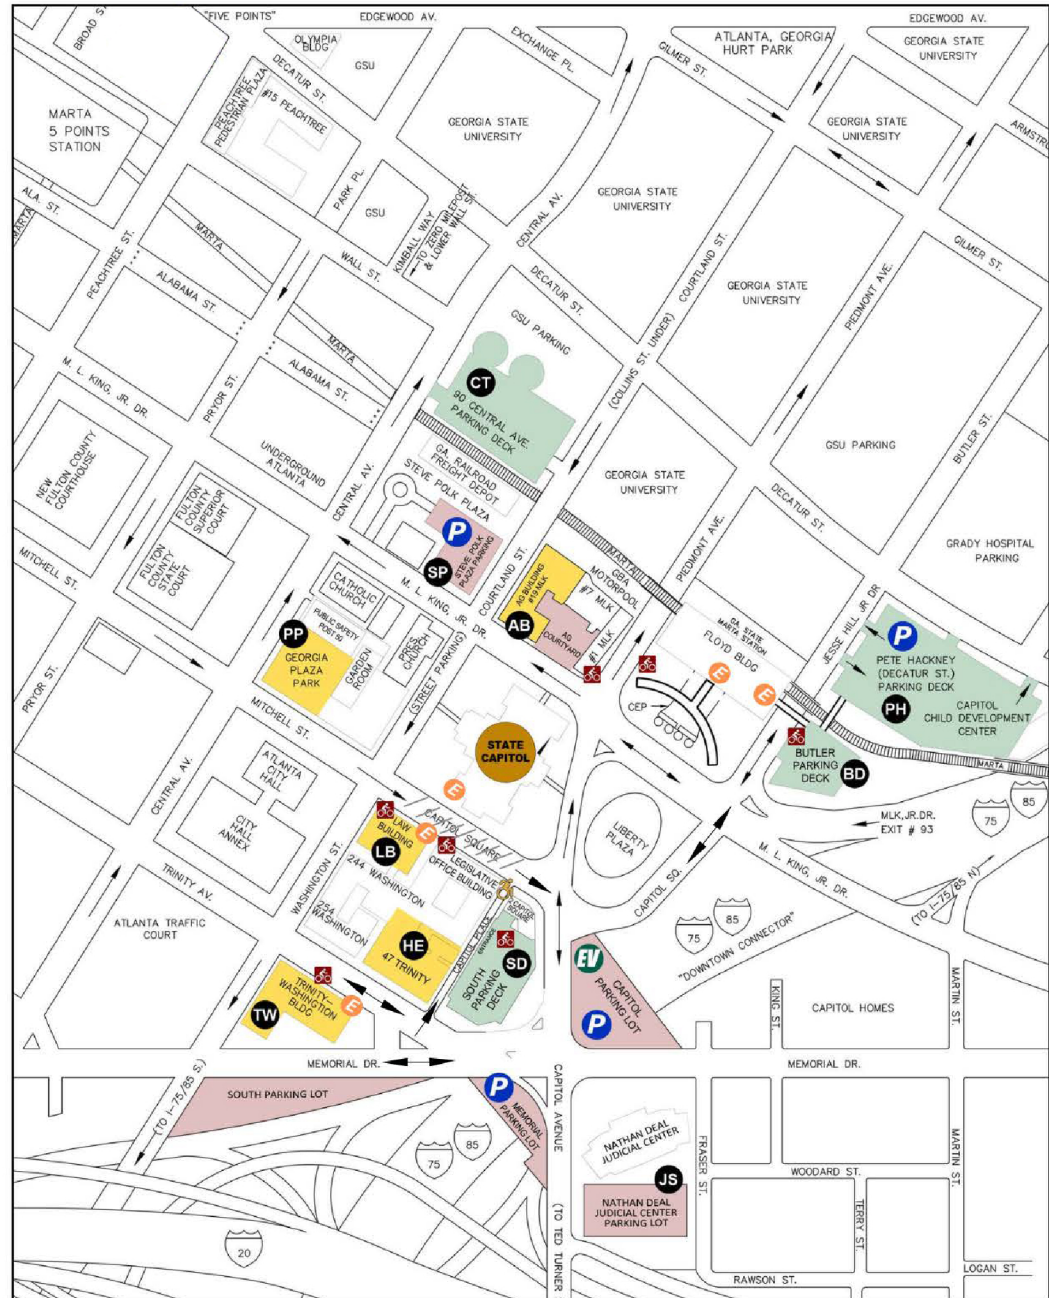 "FIVE POINTS"
EDGEWOOD AV.
EDGEWOOD AV.
BROAD ST.
OLYMPIA
BLDG
GSU
DECATUR ST.
EXCHANGE PL.
GILMER ST.
ATLANTA, GEORGIA
HURT PARK
GEORGIA STATE
UNIVERSITY
PEACHTREE
PEDESTRIAN PLAZA
#15 PEACHTREE
MARTA
5 POINTS
STATION
GEORGIA STATE
UNIVERSITY
GEORGIA STATE
UNIVERSITY
PARK PL.
GSU
KIMBALL WAY
TO ZERO MILEPOST
& LOWER WALL ST.
CENTRAL AV.
GEORGIA STATE
UNIVERSITY
ALA. ST.
MARTA
MARTA
PEACHTREE ST.
WALL ST.
GILMER ST.
ALABAMA ST.
DECATUR ST.
GSU PARKING
COURTLAND ST.
(COLLINS ST. UNDER)
GEORGIA STATE
UNIVERSITY
PIEDMONT AVE.
MARTA
ALABAMA ST.
M. L. KING, JR. DR.
PRYOR ST.
CT
90 CENTRAL AVE.
PARKING DECK
BUTLER ST.
GSU PARKING
NEW
FULTON COUNTY
COURTHOUSE
UNDERGROUND
ATLANTA
CENTRAL AV.
GA. RAILROAD
FREIGHT DEPOT
STEVE POLK PLAZA
GEORGIA STATE
UNIVERSITY
DECATUR ST.
FULTON
COUNTY
SUPERIOR
COURT
P
STEVE POLK
PLAZA PARKING
SP
PIEDMONT AVE.
GRADY HOSPITAL
PARKING
MITCHELL ST.
FULTON
COUNTY
STATE
COURT
COURTLAND ST.
MARTA
GBA
MOTORPOOL
#7 MLK
AG BUILDING
#19 MLK
AB
AG
COURTYARD
#1 MLK
CATHOLIC
CHURCH
M. L. KING, JR. DR.
PUBLIC SAFETY
POST 50
PP
GEORGIA
PLAZA
PARK
GARDEN
ROOM
PRES.
CHURCH
(STREET PARKING)
GA. STATE
MARTA STATION
FLOYD BLDG
E
E
JESSE HILL JR. DR
P
PETE HACKNEY
(DECATUR ST.)
PARKING DECK
PH
CAPITOL
CHILD DEVELOPMENT
CENTER
PRYOR ST.
MITCHELL ST.
CEP
STATE
CAPITOL
BUTLER
PARKING
DECK
BD
MARTA
CENTRAL AV.
ATLANTA
CITY
HALL
CITY
HALL
ANNEX
E
75
85
MLK,JR.DR.
EXIT # 93
LAW
BUILDING
LB
E
CAPITOL SQUARE
LIBERTY
PLAZA
M. L. KING, JR. DR.
LEGISLATIVE
OFFICE BUILDING
244 WASHINGTON
WASHINGTON ST.
254
WASHINGTON
TRINITY AV.
CAPITOL SQ.
(TO I-75/85 N)
ATLANTA TRAFFIC
COURT
CAPITOL
SQUARE
75
85
"DOWNTOWN CONNECTOR"
HE
47 TRINITY
CAPITOL PLACE
ENTRANCE
SD
SOUTH
PARKING
DECK
EV
CAPITOL
PARKING LOT
P
KING ST.
CAPITOL HOMES
MARTIN ST.
TRINITY-
WASHINGTON
BLDG
TW
E
MEMORIAL DR.
MEMORIAL DR.
(TO I-75/85 S.)
SOUTH PARKING LOT
P
MEMORIAL
PARKING LOT
CAPITOL AVENUE
75
85
NATHAN DEAL
JUDICIAL CENTER
JS
NATHAN DEAL
JUDICIAL CENTER
PARKING LOT
FRASER ST.
WOODARD ST.
MARTIN ST.
TERRY ST.
20
(TO TED TURNER
RAWSON ST.
LOGAN ST.